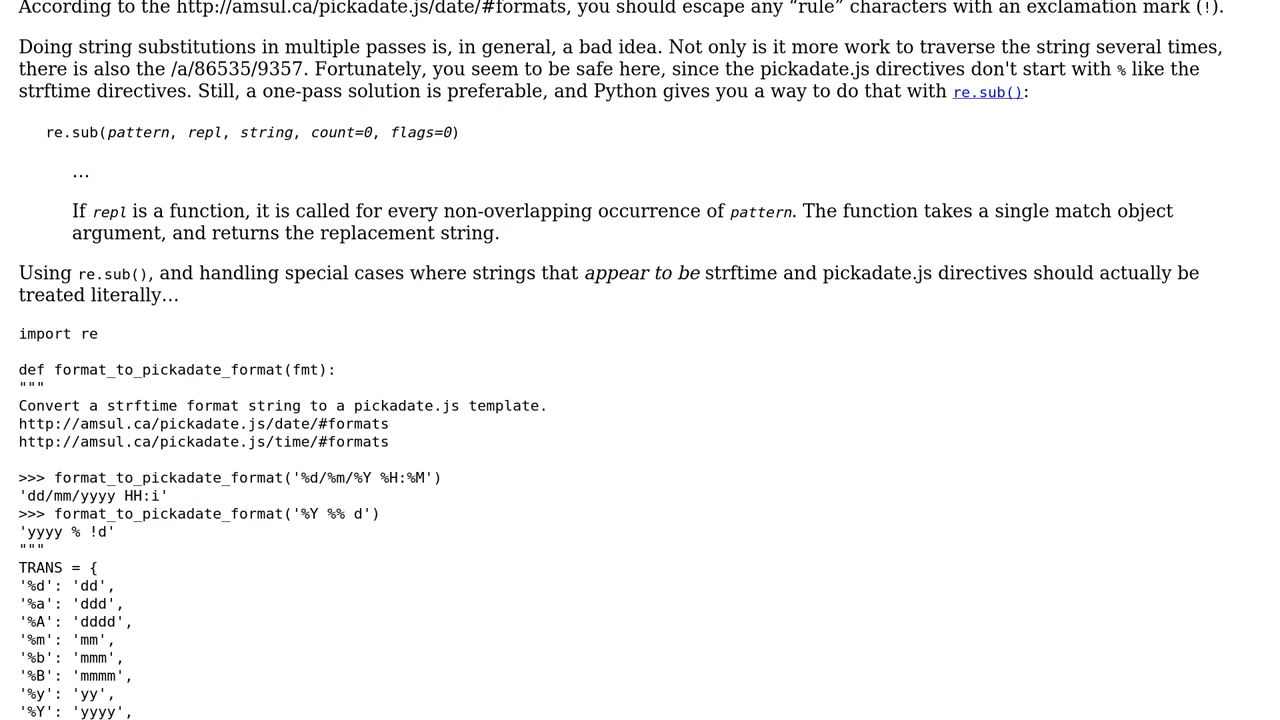 According to the http://amsul.ca/pickadate.js/date/#formats, you should escape any “rule” characters with an exclamation mark (!).
Doing string substitutions in multiple passes is, in general, a bad idea. Not only is it more work to traverse the string several times,
there is also the /a/86535/9357. Fortunately, you seem to be safe here, since the pickadate.js directives don't start with % like the
strftime directives. Still, a one-pass solution is preferable, and Python gives you a way to do that with re.sub():
re.sub(pattern, repl, string, count=0, flags=0)
…
If repl is a function, it is called for every non-overlapping occurrence of pattern. The function takes a single match object
argument, and returns the replacement string.
Using re.sub(), and handling special cases where strings that appear to be strftime and pickadate.js directives should actually be
treated literally…
import re
def format_to_pickadate_format(fmt):
"""
Convert a strftime format string to a pickadate.js template.
http://amsul.ca/pickadate.js/date/#formats
http://amsul.ca/pickadate.js/time/#formats
>>> format_to_pickadate_format('%d/%m/%Y %H:%M')
'dd/mm/yyyy HH:i'
>>> format_to_pickadate_format('%Y %% d')
'yyyy % !d'
"""
TRANS = {
'%d': 'dd',
'%a': 'ddd',
'%A': 'dddd',
'%m': 'mm',
'%b': 'mmm',
'%B': 'mmmm',
'%y': 'yy',
'%Y': 'yyyy',